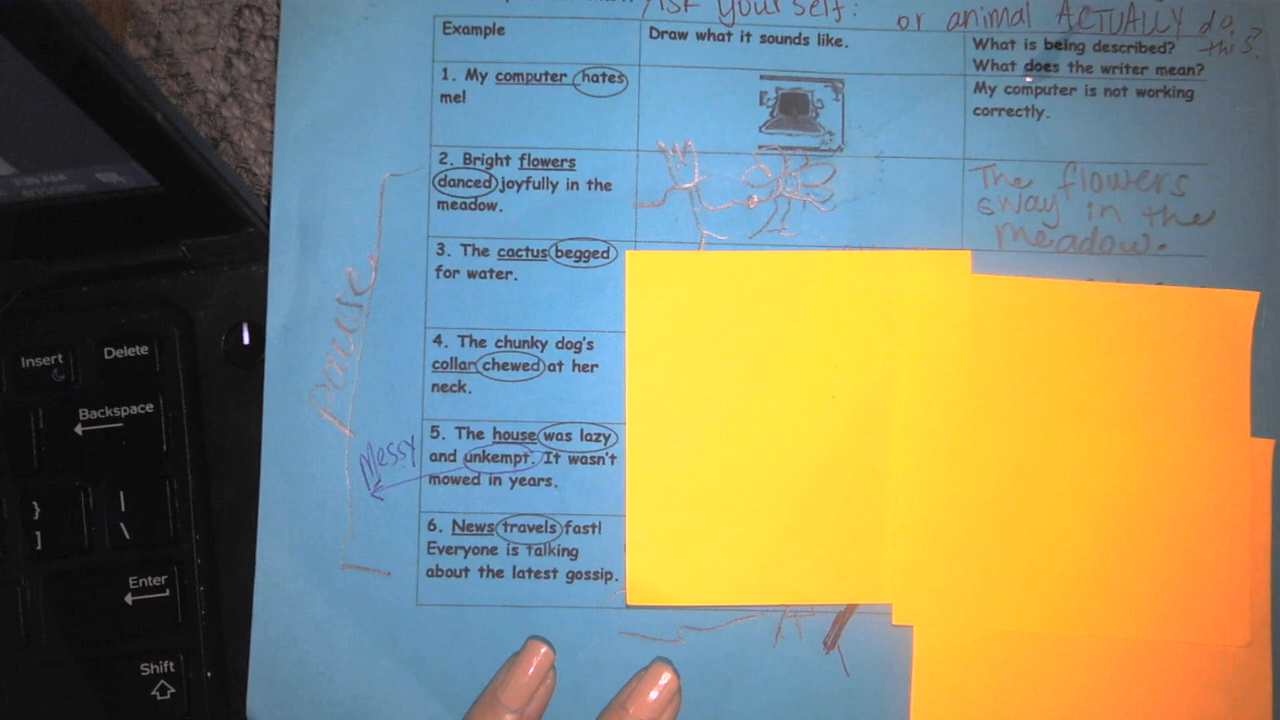 Ask yourself: or animal ACTUALLY do this?
Example
Draw what it sounds like.
What is being described?
What does the writer mean?
1. My computer hates
me!
My computer is not working
correctly.
2. Bright flowers
danced joyfully in the
meadow.
The flowers
sway in the
meadow.
3. The cactus begged
for water.
4. The chunky dog's
collar chewed at her
neck.
5. The house was lazy
and unkempt. It wasn't
mowed in years.
6. News travels fast!
Everyone is talking
about the latest gossip.
pause
Messy
Insert
Delete
Backspace
}
]
|
\
Enter
Shift